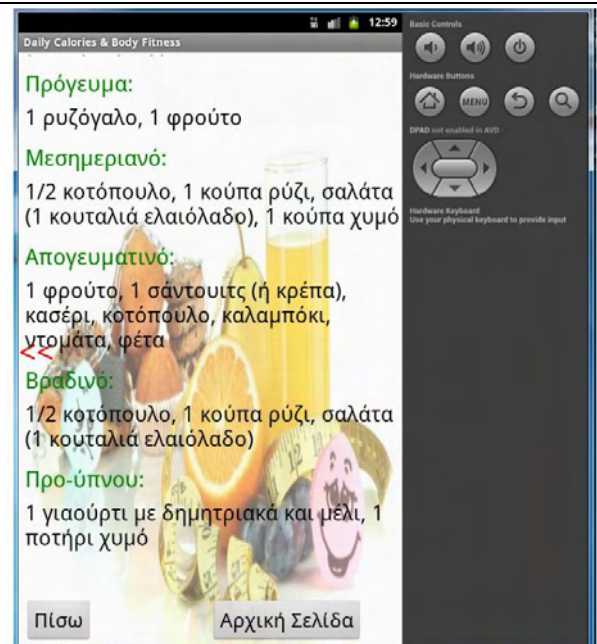 12:59
Daily Calories & Body Fitness
Πρόγευμα:
1 ρυζόγαλο, 1 φρούτο
Μεσημεριανό:
1/2 κοτόπουλο, 1 κούπα ρύζι, σαλάτα
(1 κουταλιά ελαιόλαδο), 1 κούπα χυμό
Απογευματινό:
1 φρούτο, 1 σάντουιτς (ή κρέπα),
κασέρι, κοτόπουλο, καλαμπόκι,
ντομάτα, φέτα
<<
Βραδινό:
1/2 κοτόπουλο, 1 κούπα ρύζι, σαλάτα
(1 κουταλιά ελαιόλαδο)
Προ-ύπνου:
1 γιαούρτι με δημητριακά και μέλι, 1
ποτήρι χυμό
Πίσω
Αρχική Σελίδα
Basic Controls
Hardware Buttons
MENU
DPAD not enabled in AVD
Hardware Keyboard
Use your physical keyboard to provide input